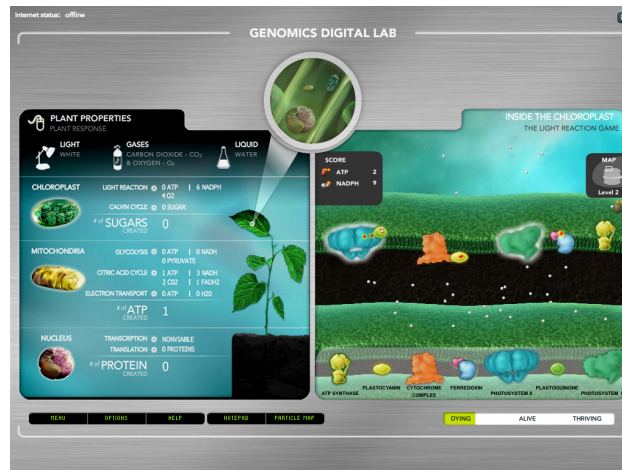 internet status: offline
GENOMICS DIGITAL LAB
PLANT PROPERTIES
PLANT RESPONSE
LIGHT
WHITE
GASES
CARBON DIOXIDE - CO2
& OXYGEN - O2
LIQUID
WATER
CHLOROPLAST
LIGHT REACTION 0 ATP | 6 NADPH
4 O2
CALVIN CYCLE 0 SUGAR
# of SUGARS 0
CREATED
MITOCHONDRIA
GLYCOLYSIS 0 ATP | 0 NADH
0 PYRUVATE
CITRIC ACID CYCLE 1 ATP | 3 NADH
2 CO2 | 1 FADH2
ELECTRON TRANSPORT 0 ATP | 0 H2O
# of ATP 1
CREATED
NUCLEUS
TRANSCRIPTION NONVIABLE
TRANSLATION 0 PROTEINS
# of PROTEIN 0
CREATED
INSIDE THE CHLOROPLAST
THE LIGHT REACTION GAME
SCORE
ATP 2
NADPH 9
MAP
Level 2
ATP SYNTHASE
PLASTOCYANIN
CYTOCHROME
COMPLEX
FERREDOXIN
PHOTOSYSTEM II
PLASTOQUINONE
PHOTOSYSTEM
MENU
OPTIONS
HELP
NOTEPAD
PARTICLE MAP
DYING
ALIVE
THRIVING